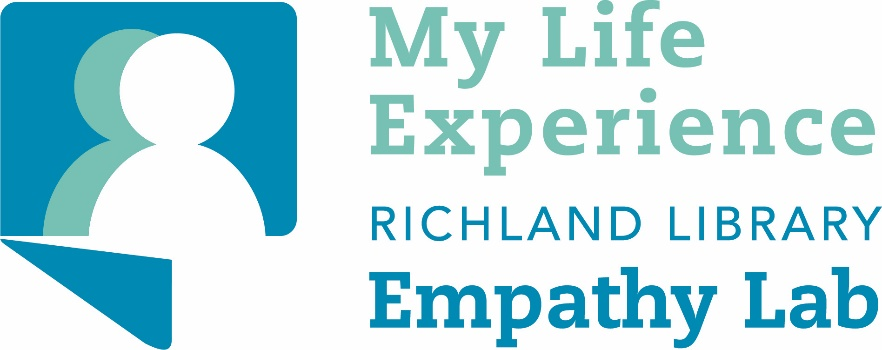 My Life
Experience
RICHLAND LIBRARY
Empathy Lab